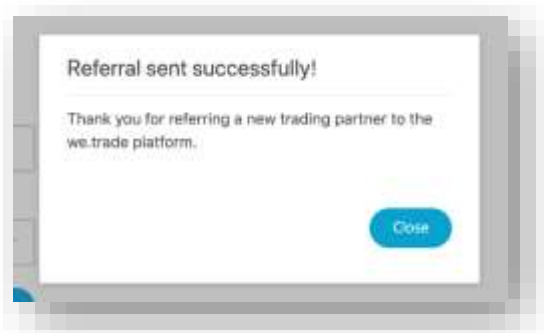 Referral sent successfully!
Thank you for referring a new trading partner to the
we.trade platform.
Close